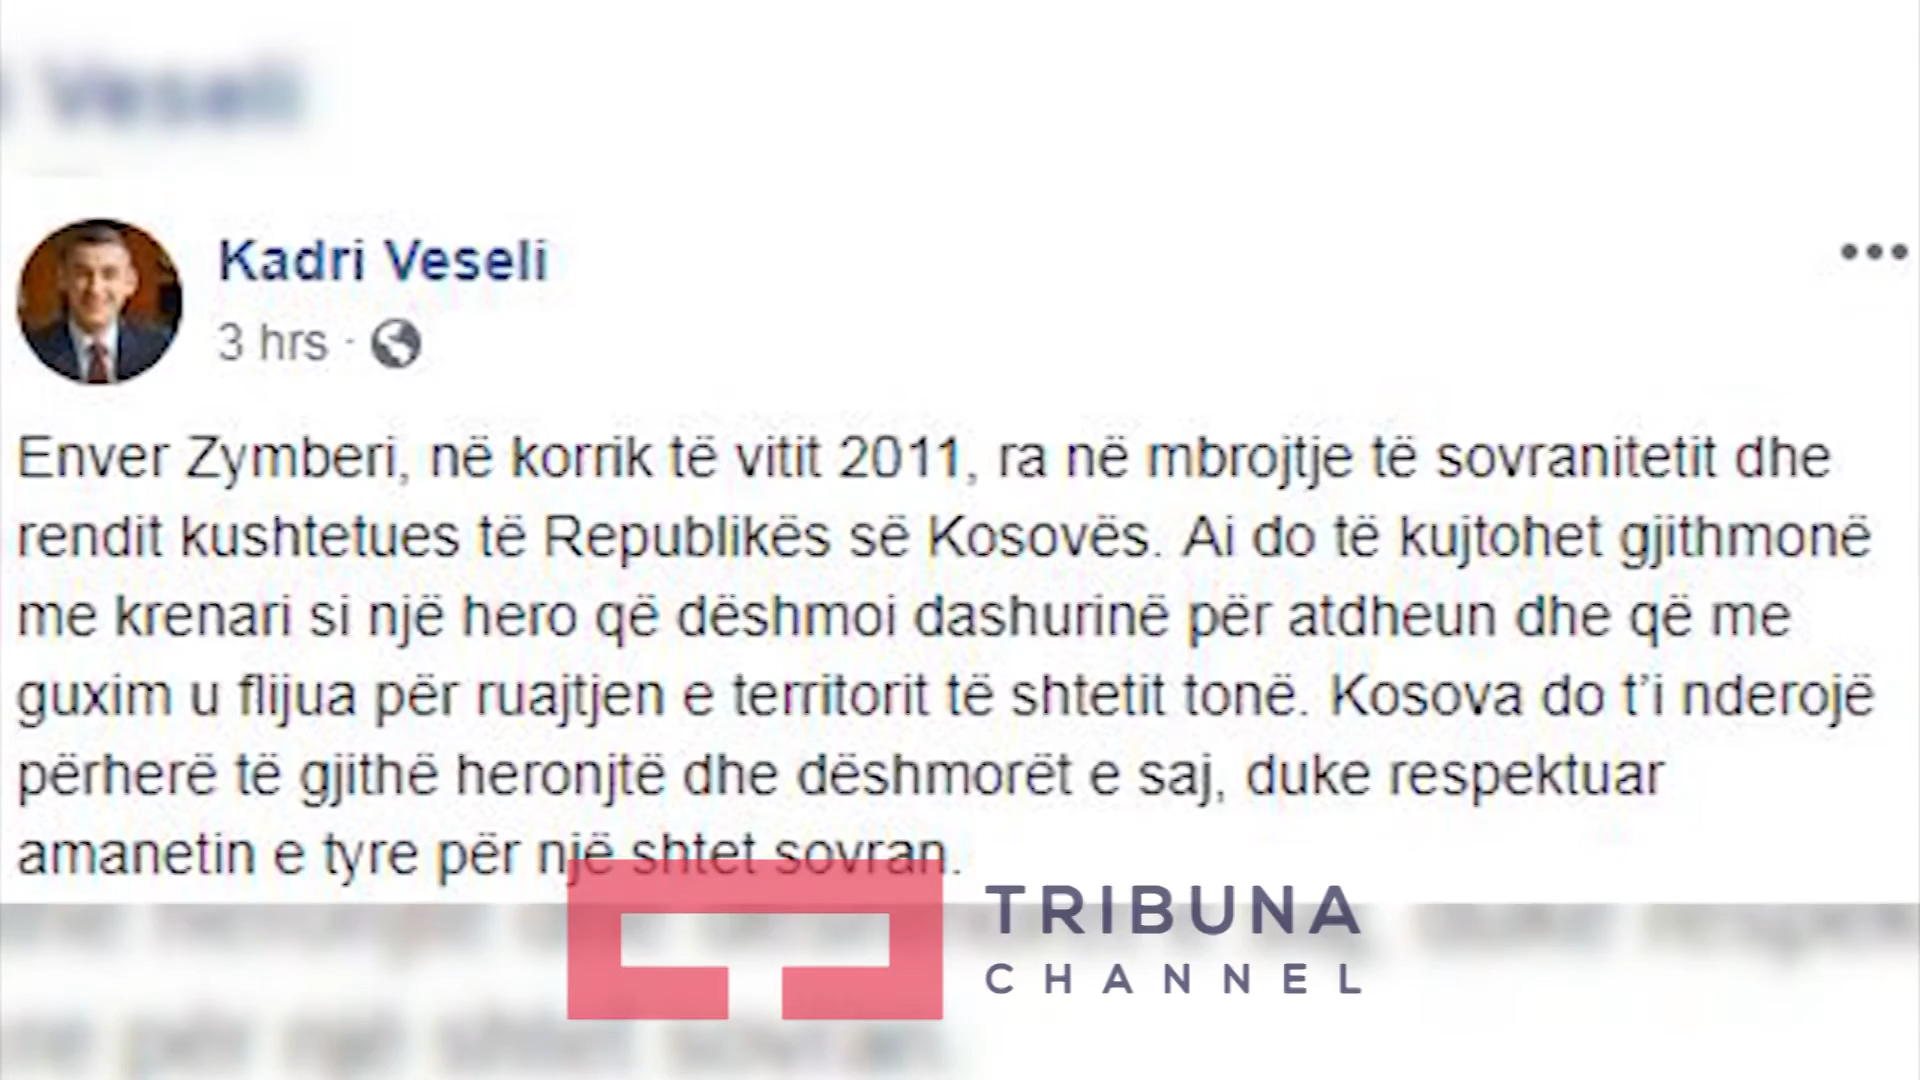 Veseli
Kadri Veseli
3 hrs ·
Enver Zymberi, në korrik të vitit 2011, ra në mbrojtje të sovranitetit dhe
rendit kushtetues të Republikës së Kosovës. Ai do të kujtohet gjithmonë
me krenari si një hero që dëshmoi dashurinë për atdheun dhe që me
guxim u flijua për ruajtjen e territorit të shtetit tonë. Kosova do t’i nderojë
përherë të gjithë heronjtë dhe dëshmorët e saj, duke respektuar
amanetin e tyre për një shtet sovran.
TRIBUNA
CHANNEL